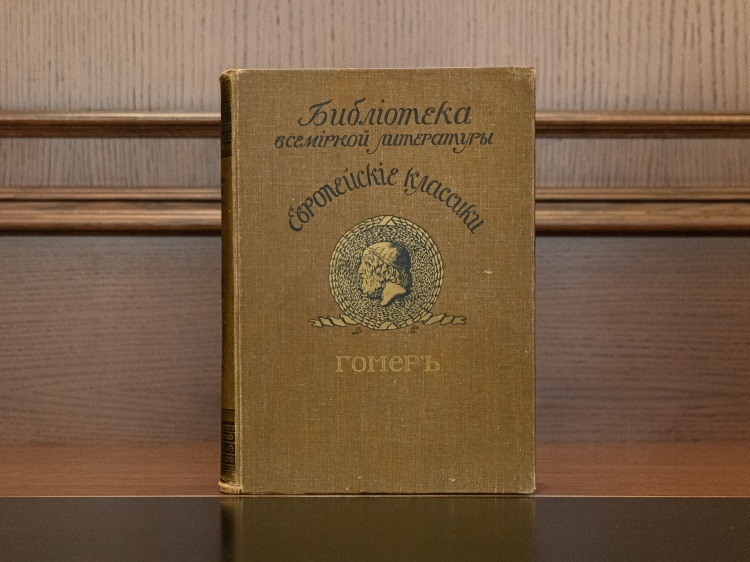 Библіотека
всемірной литературы
Европейскіе классики
Гомеръ